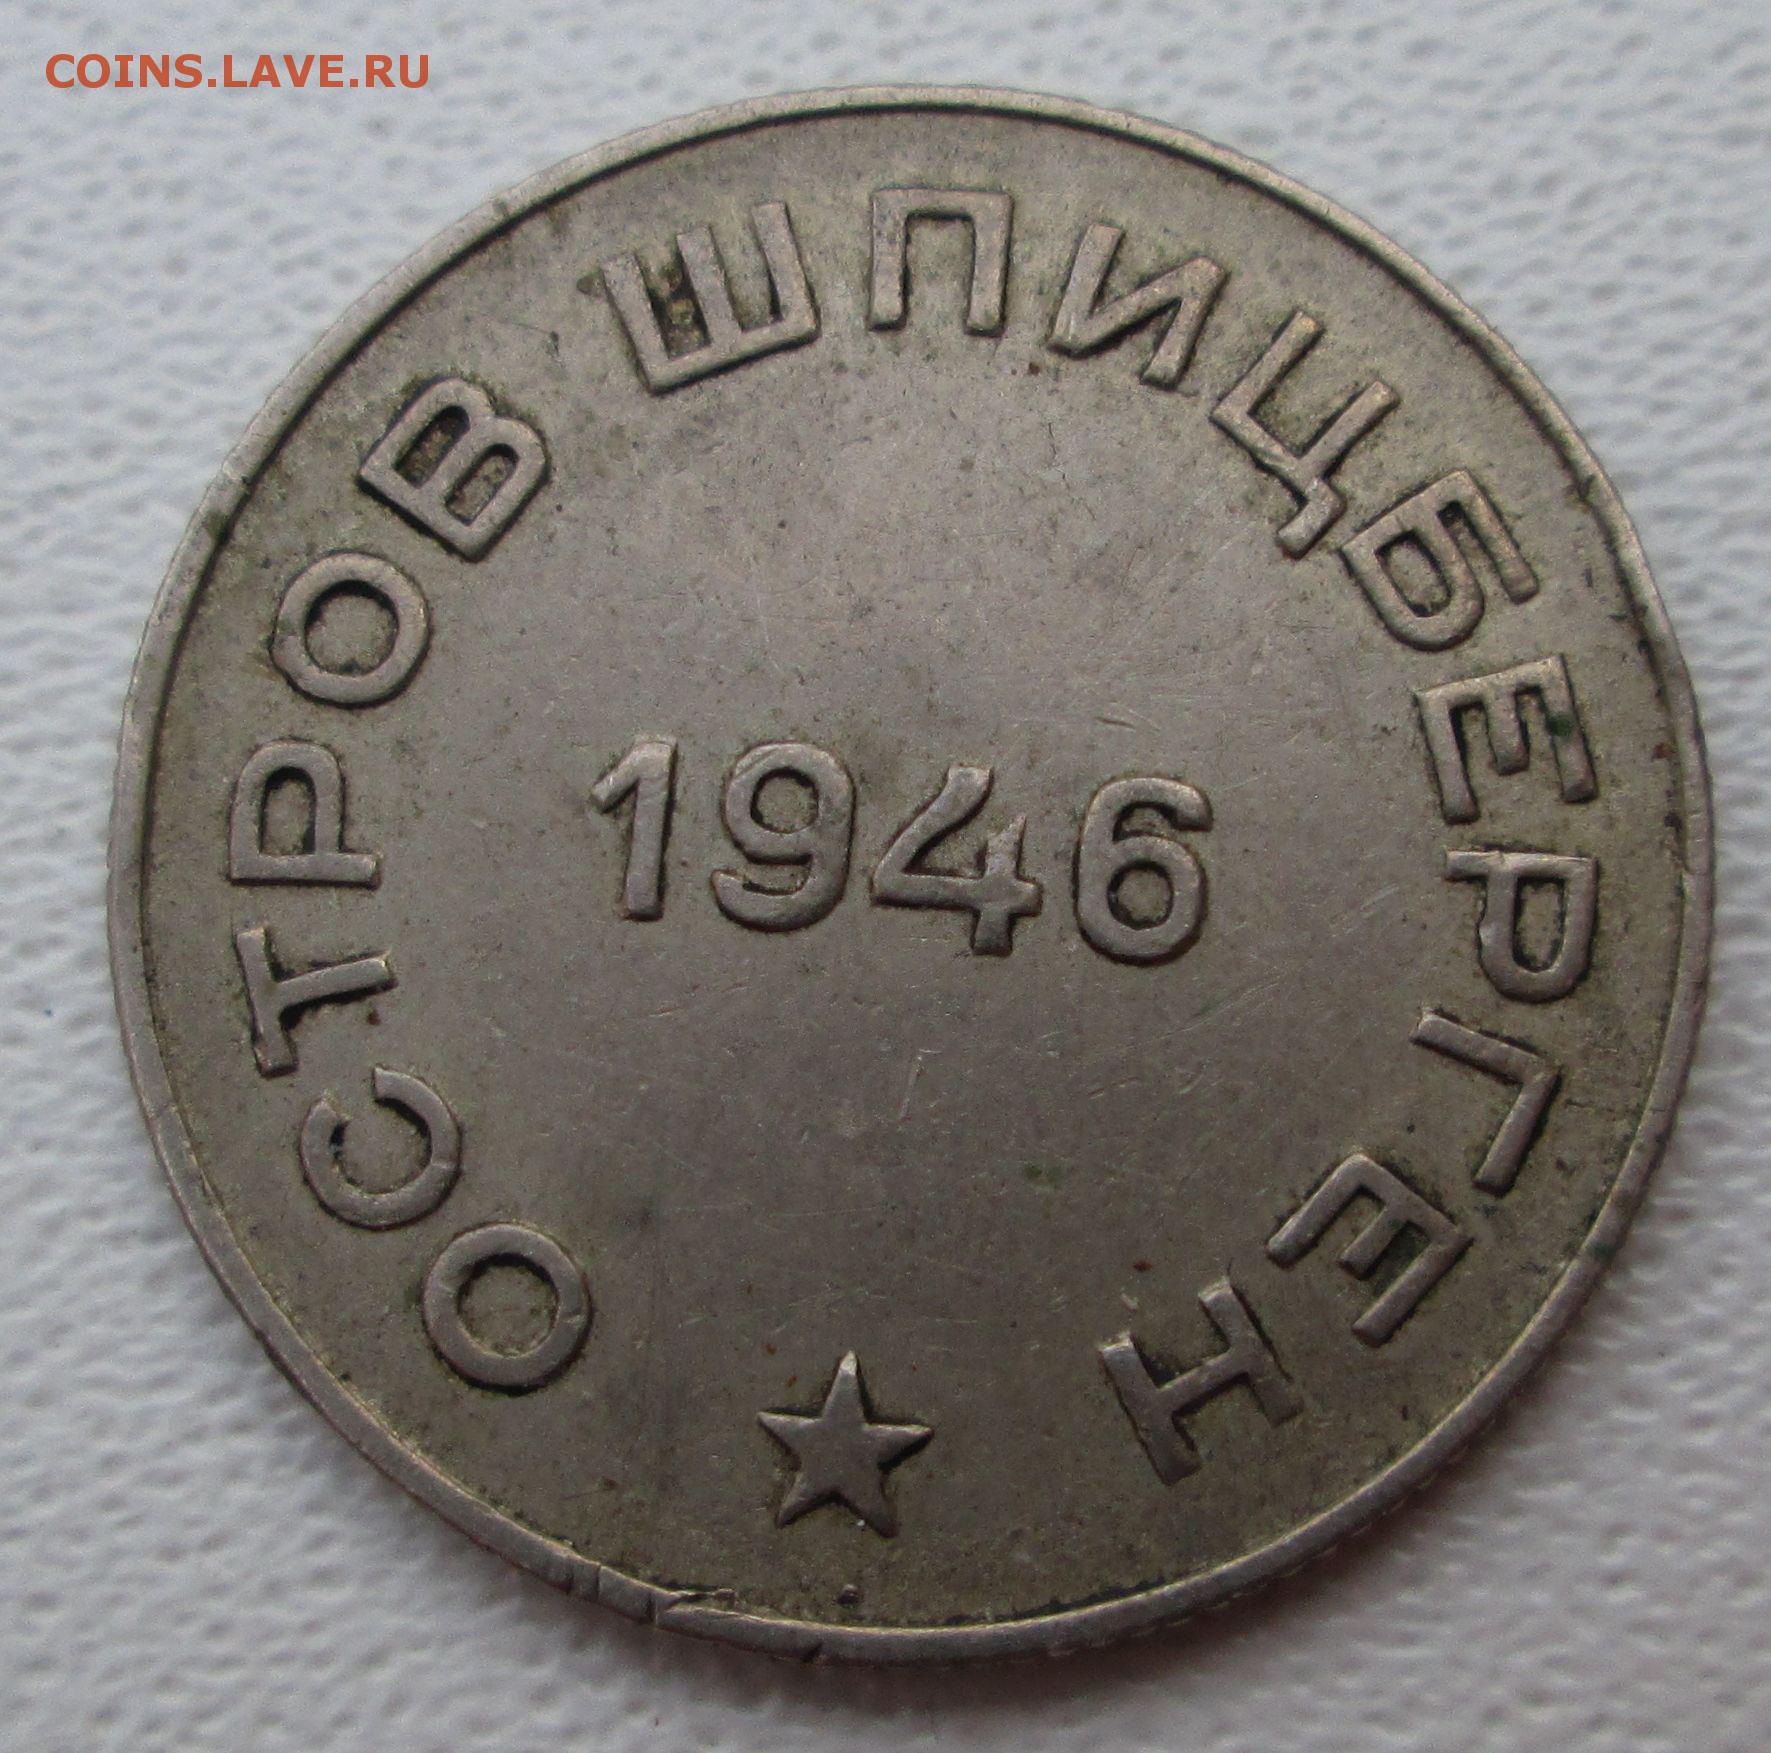 COINS.LAVE.RU
ОСТРОВ ШПИЦБЕРГЕН
1946